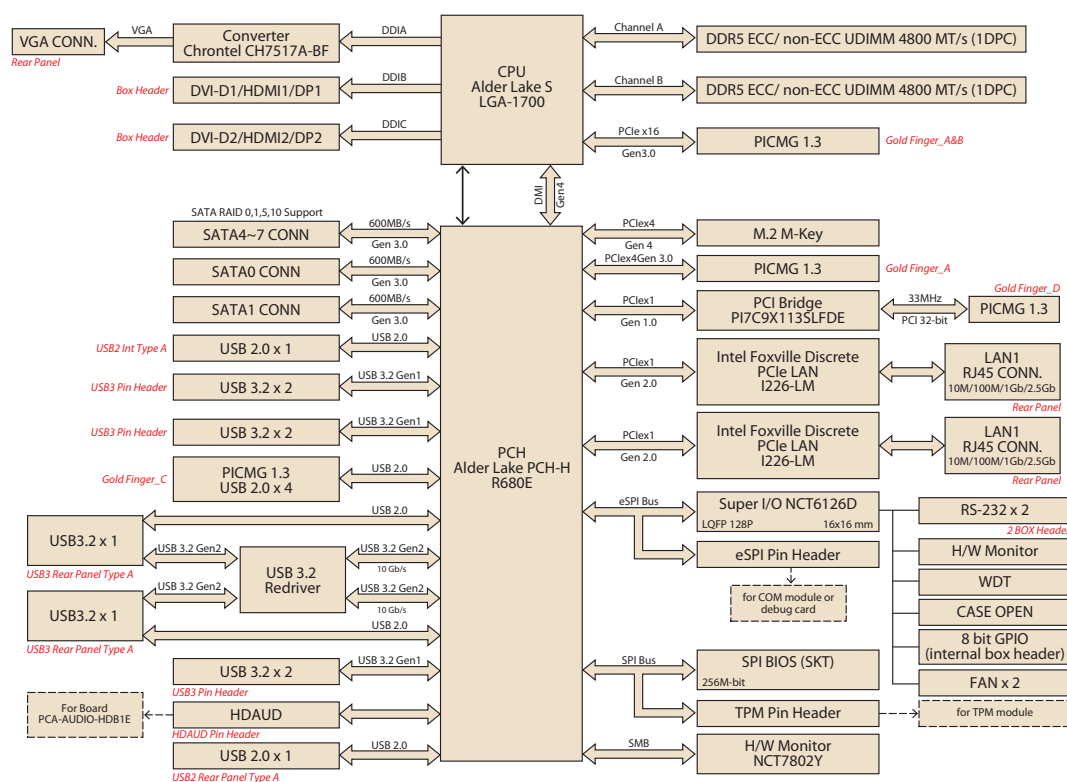 VGA CONN.
Rear Panel
VGA
Converter
Chrontel CH7517A-BF
DDIA
Box Header
DVI-D1/HDMI1/DP1
DDIB
Box Header
DVI-D2/HDMI2/DP2
DDIC
CPU
Alder Lake S
LGA-1700
Channel A
DDR5 ECC/ non-ECC UDIMM 4800 MT/s (1DPC)
Channel B
DDR5 ECC/ non-ECC UDIMM 4800 MT/s (1DPC)
PCIe x16
Gen3.0
PICMG 1.3
Gold Finger_A&B
DMI
Gen4
SATA RAID 0,1,5,10 Support
SATA4~7 CONN
600MB/s
Gen 3.0
SATA0 CONN
600MB/s
Gen 3.0
SATA1 CONN
600MB/s
Gen 3.0
USB2 Int Type A
USB 2.0 x 1
USB 2.0
USB3 Pin Header
USB 3.2 x 2
USB 3.2 Gen1
USB3 Pin Header
USB 3.2 x 2
USB 3.2 Gen1
Gold Finger_C
PICMG 1.3
USB 2.0 x 4
USB 2.0
USB3.2 x 1
USB3 Rear Panel Type A
USB 2.0
USB 3.2 Gen2
USB 3.2
Redriver
USB 3.2 Gen2
10 Gb/s
USB3.2 x 1
USB3 Rear Panel Type A
USB 3.2 Gen2
USB 3.2 Gen2
10 Gb/s
USB 2.0
USB 3.2 x 2
USB3 Pin Header
USB 3.2 Gen1
For Board
PCA-AUDIO-HDB1E
HDAUD
HDAUD Pin Header
USB 2.0 x 1
USB2 Rear Panel Type A
USB 2.0
PCH
Alder Lake PCH-H
R680E
PCIex4
Gen 4
M.2 M-Key
PCIex4Gen 3.0
PICMG 1.3
Gold Finger_A
PCIex1
Gen 1.0
PCI Bridge
PI7C9X113SLFDE
33MHz
PCI 32-bit
Gold Finger_D
PICMG 1.3
PCIex1
Gen 2.0
Intel Foxville Discrete
PCIe LAN
I226-LM
LAN1
RJ45 CONN.
10M/100M/1Gb/2.5Gb
Rear Panel
PCIex1
Gen 2.0
Intel Foxville Discrete
PCIe LAN
I226-LM
LAN1
RJ45 CONN.
10M/100M/1Gb/2.5Gb
Rear Panel
eSPI Bus
Super I/O NCT6126D
LQFP 128P 16x16 mm
eSPI Pin Header
for COM module or
debug card
RS-232 x 2
2 BOX Header
H/W Monitor
WDT
CASE OPEN
8 bit GPIO
(internal box header)
FAN x 2
SPI Bus
SPI BIOS (SKT)
256M-bit
TPM Pin Header
for TPM module
SMB
H/W Monitor
NCT7802Y